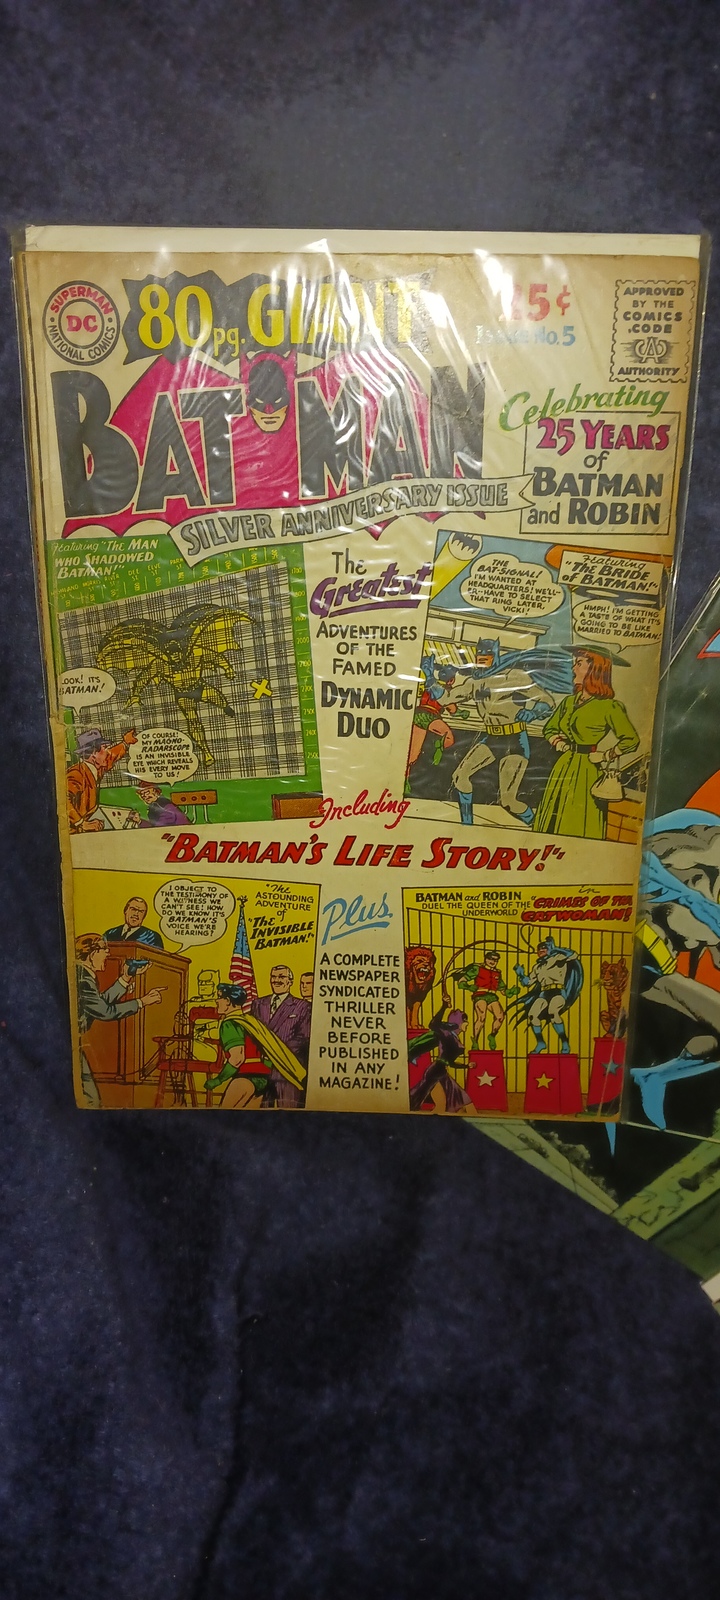 SUPERMAN
DC
NATIONAL COMICS
80 pg. GIANT
25¢
ISSUE No. 5
APPROVED
BY THE
COMICS
CODE
CA
AUTHORITY
BATMAN
Celebrating
25 YEARS
of
BATMAN
and ROBIN
SILVER ANNIVERSARY ISSUE
Featuring "THE MAN
WHO SHADOWED
BATMAN!"
LOOK! IT'S
BATMAN!
OF COURSE!
MY MAGNO-
RADARSCOPE
IS AN INVISIBLE
EYE WHICH REVEALS
HIS EVERY MOVE
TO US!
The
Greatest
ADVENTURES
OF THE
FAMED
DYNAMIC
DUO
THE
BAT-SIGNAL!
I'M WANTED AT
HEADQUARTERS! WE'LL--
ER--HAVE TO SELECT
THAT RING LATER,
VICKI!
Featuring
"THE BRIDE
of BATMAN!"
HMPH! I'M GETTING
A TASTE OF WHAT IT'S
GOING TO BE LIKE
MARRIED TO BATMAN!
Including
"BATMAN'S LIFE STORY!"
I OBJECT TO
THE TESTIMONY OF
A WITNESS WE
CAN'T SEE! HOW
DO WE KNOW IT'S
BATMAN'S
VOICE WE'RE
HEARING?
The
ASTOUNDING
ADVENTURE
of
"THE
INVISIBLE
BATMAN!"
Plus
A COMPLETE
NEWSPAPER
SYNDICATED
THRILLER
NEVER
BEFORE
PUBLISHED
IN ANY
MAGAZINE!
BATMAN and ROBIN
DUEL THE QUEEN OF THE
UNDERWORLD
in
"CRIMES OF THE
CATWOMAN!"